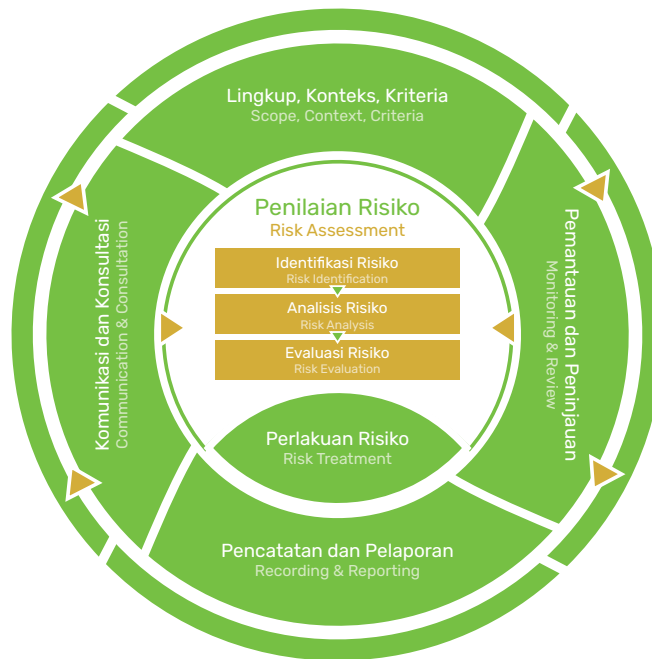 Lingkup, Konteks, Kriteria
Scope, Context, Criteria
Penilaian Risiko
Risk Assessment
Identifikasi Risiko
Risk Identification
Analisis Risiko
Risk Analysis
Evaluasi Risiko
Risk Evaluation
Perlakuan Risiko
Risk Treatment
Komunikasi dan Konsultasi
Communication & Consultation
Pemantauan dan Peninjauan
Monitoring & Review
Pencatatan dan Pelaporan
Recording & Reporting